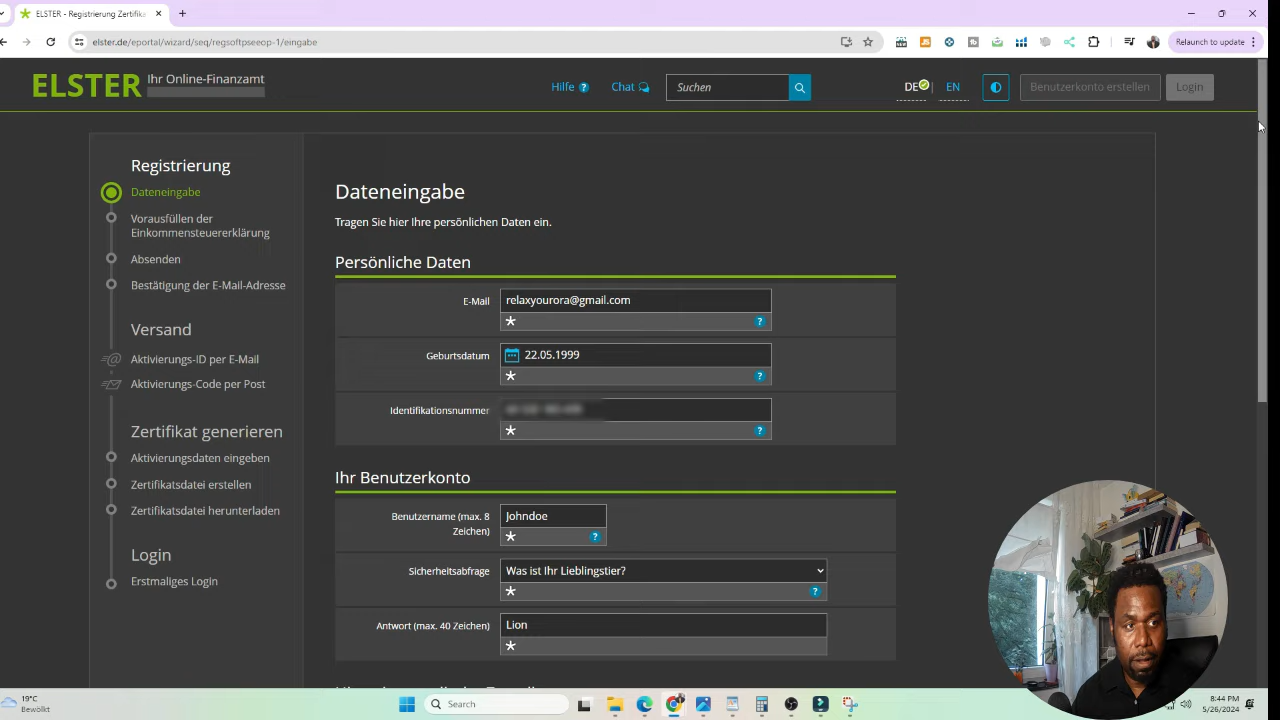 ELSTER - Registrierung Zertifika
elster.de/eportal/wizard/seq/regsoftpseeop-1/eingabe
Relaunch to update
ELSTER
Ihr Online-Finanzamt
Hilfe ?
Chat
Suchen
DE | EN
Benutzerkonto erstellen
Login
Registrierung
Dateneingabe
Vorausfüllen der
Einkommensteuererklärung
Absenden
Bestätigung der E-Mail-Adresse
Versand
Aktivierungs-ID per E-Mail
Aktivierungs-Code per Post
Zertifikat generieren
Aktivierungsdaten eingeben
Zertifikatsdatei erstellen
Zertifikatsdatei herunterladen
Login
Erstmaliges Login
Dateneingabe
Tragen Sie hier Ihre persönlichen Daten ein.
Persönliche Daten
E-Mail
relaxyourora@gmail.com
* ?
Geburtsdatum
22.05.1999
* ?
Identifikationsnummer
* ?
Ihr Benutzerkonto
Benutzername (max. 8
Zeichen)
Johndoe
* ?
Sicherheitsabfrage
Was ist Ihr Lieblingstier?
* ?
Antwort (max. 40 Zeichen)
Lion
*
19°C
Bewölkt
Search
8:44 PM
5/26/2024